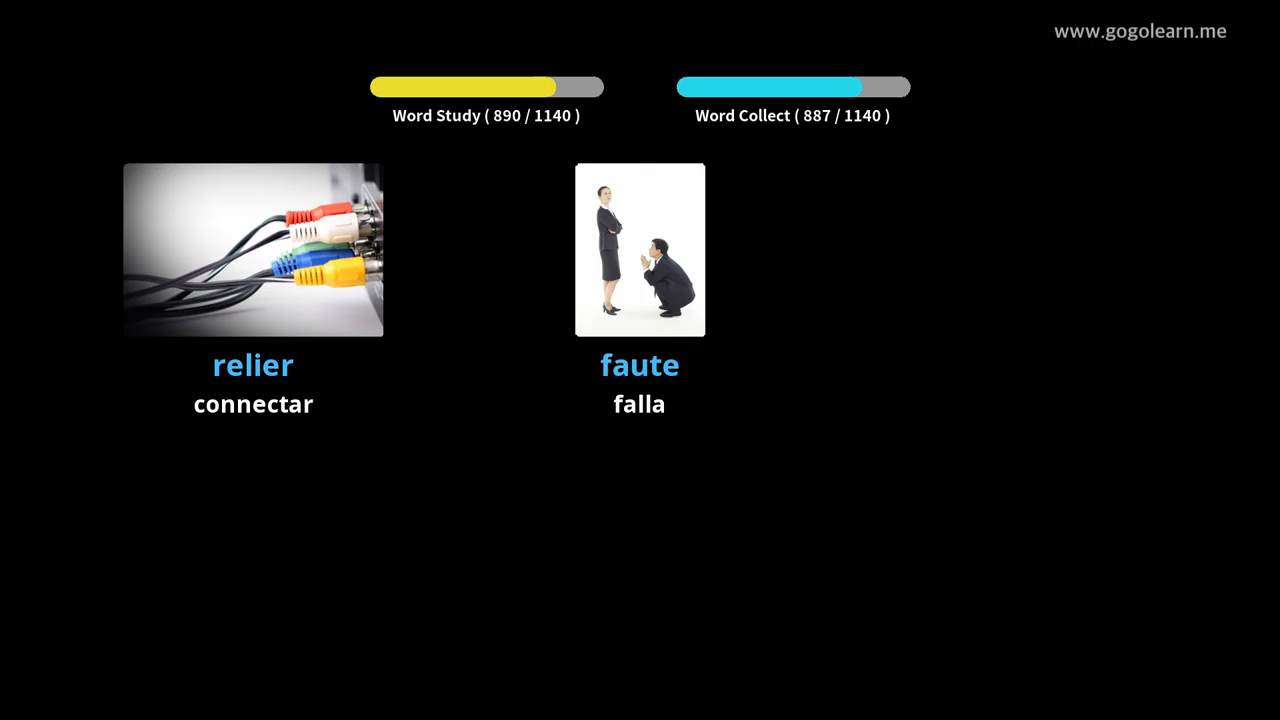 www.gogolearn.me
Word Study ( 890 / 1140 )
Word Collect ( 887 / 1140 )
relier
connectar
faute
falla